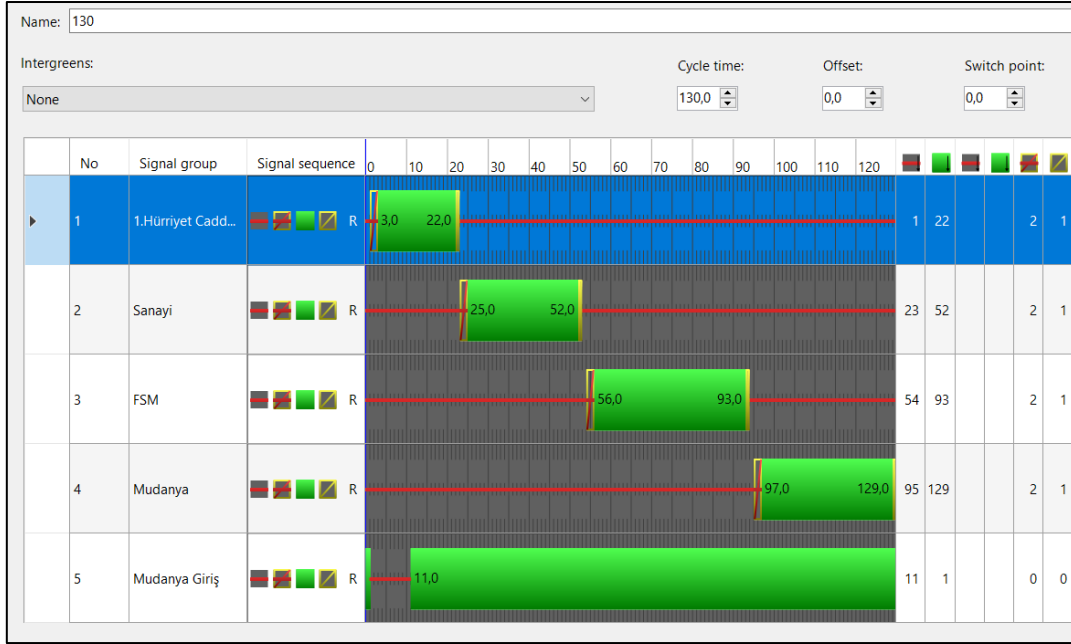 Name: 130
Intergreens: Cycle time: Offset: Switch point:
None 130,0 0,0 0,0
No Signal group Signal sequence 0 10 20 30 40 50 60 70 80 90 100 110 120
1 1.Hürriyet Cadd... R 3,0 22,0 1 22 2 1
2 Sanayi R 25,0 52,0 23 52 2 1
3 FSM R 56,0 93,0 54 93 2 1
4 Mudanya R 97,0 129,0 95 129 2 1
5 Mudanya Giriş R 11,0 11 1 0 0